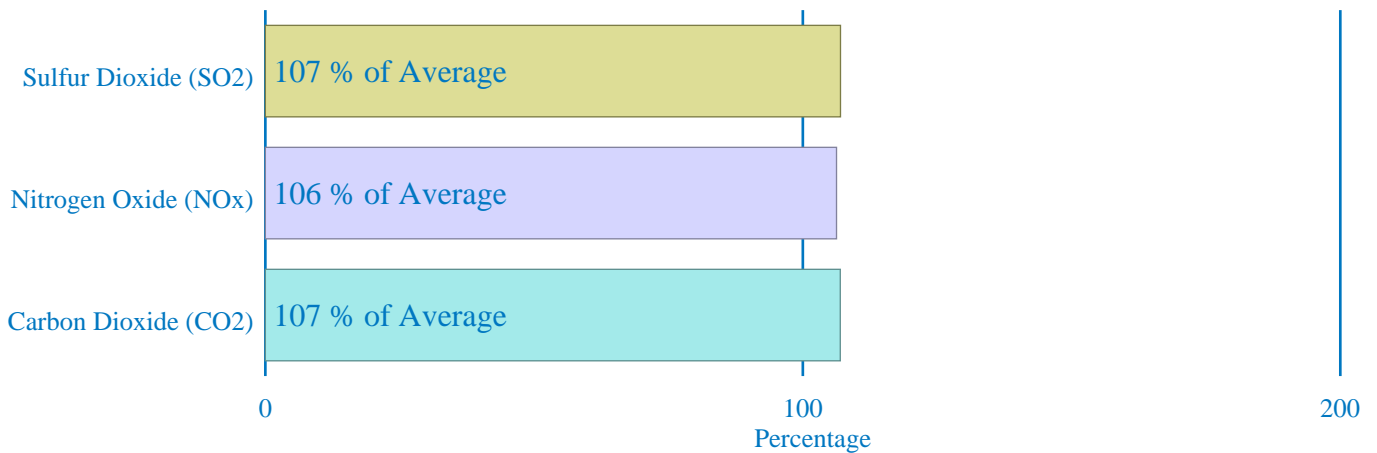 Sulfur Dioxide (SO2)
107 % of Average
Nitrogen Oxide (NOx)
106 % of Average
Carbon Dioxide (CO2)
107 % of Average
0
100
200
Percentage